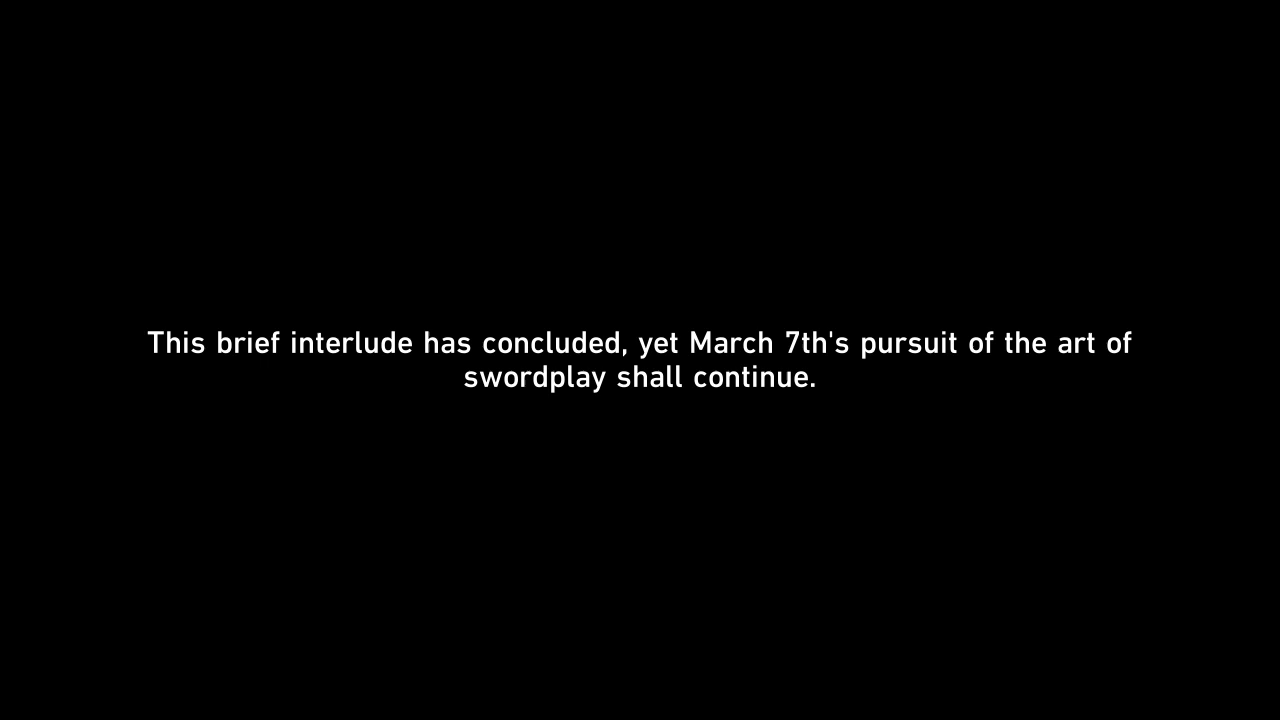 This brief interlude has concluded, yet March 7th's pursuit of the art of
swordplay shall continue.